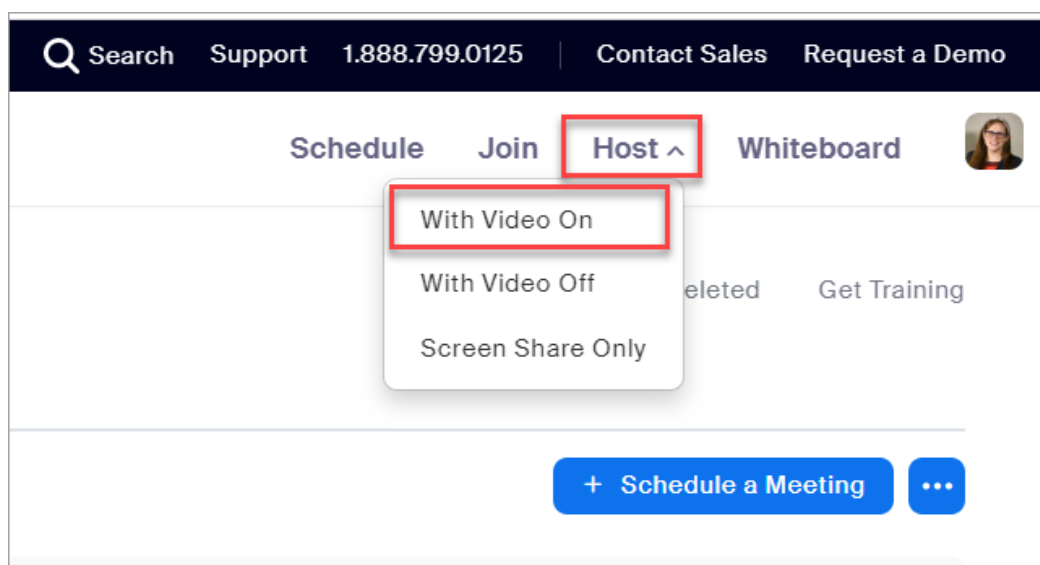 Search Support 1.888.799.0125 Contact Sales Request a Demo
Schedule Join Host Whiteboard
With Video On
With Video Off
eleted Get Training
Screen Share Only
+ Schedule a Meeting ...